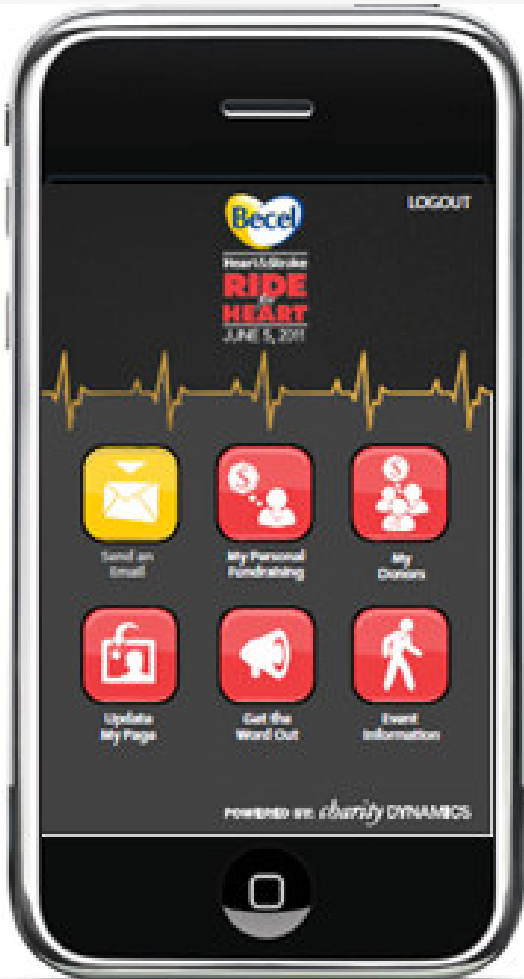 LOGOUT
Becel
Heart&Stroke
RIDE
for
HEART
JUNE 5, 2011
Send an
Email
My Personal
Fundraising
My
Donors
Update
My Page
Get the
Word Out
Event
Information
POWERED BY: charity DYNAMICS